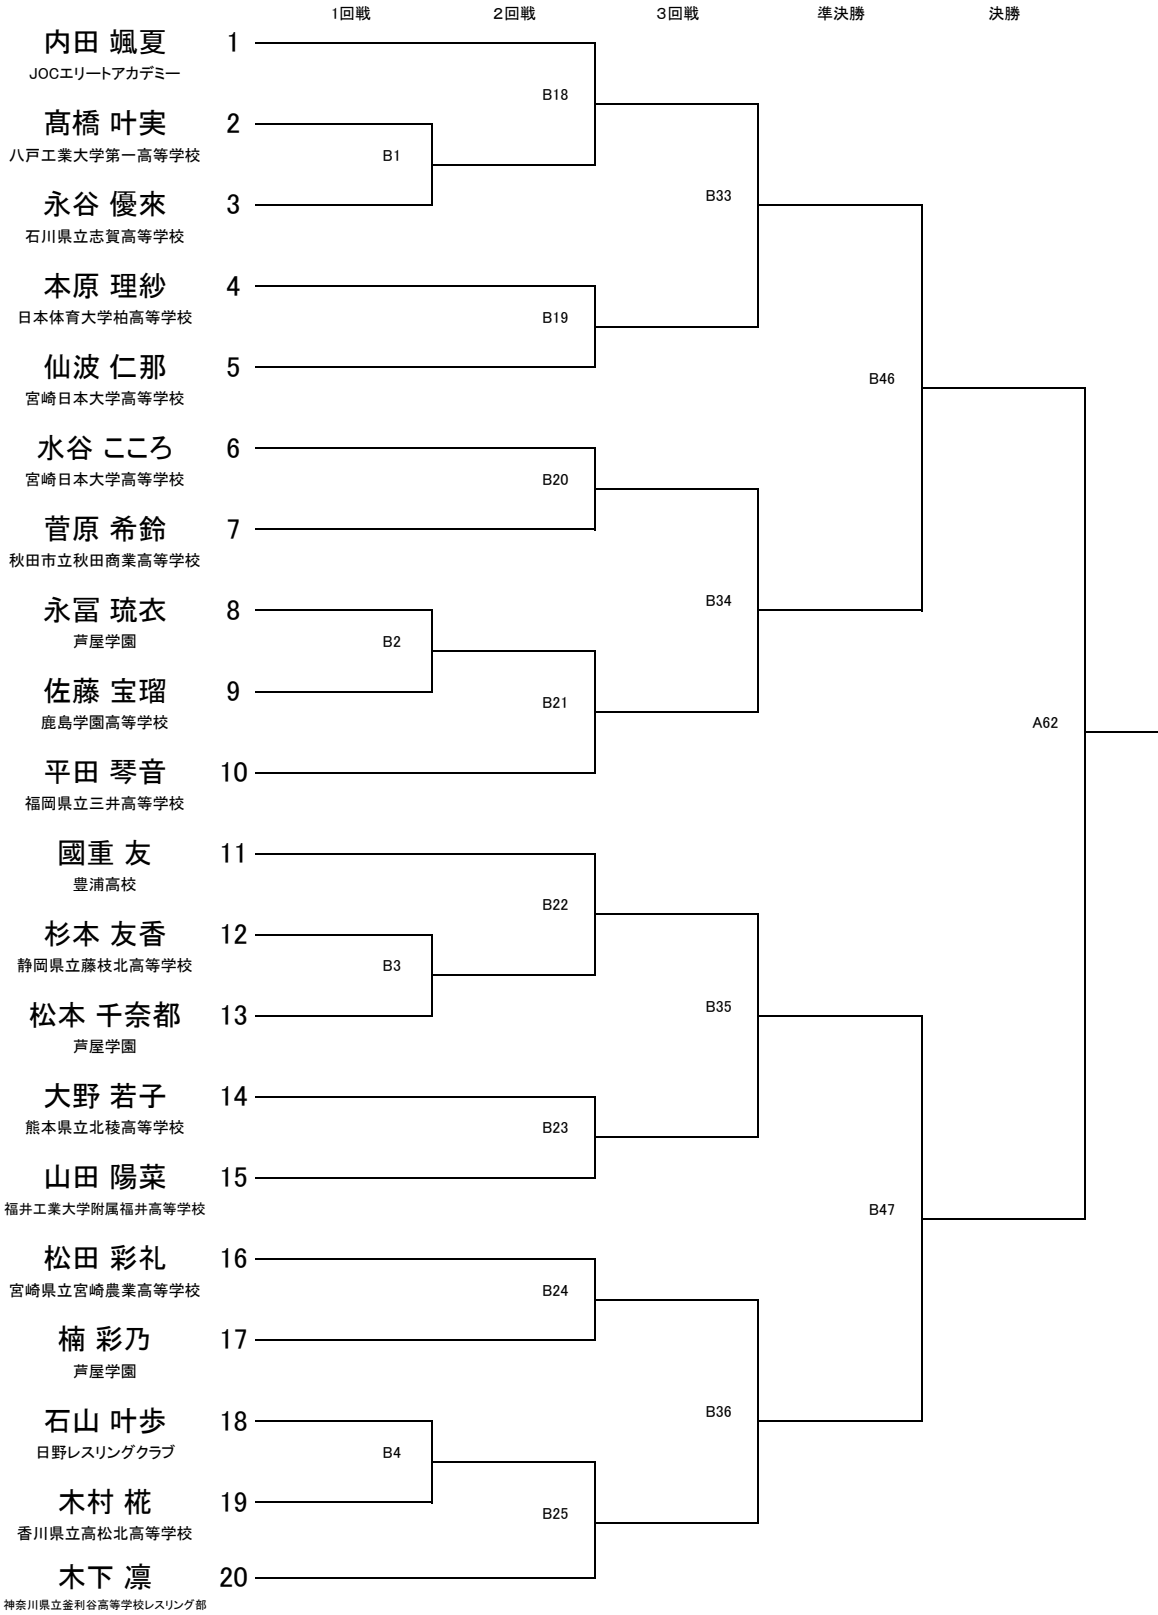 1回戦 2回戦 3回戦 準決勝 決勝
内田 颯夏 1
JOCエリートアカデミー
B18
髙橋 叶実 2
八戸工業大学第一高等学校
B1
永谷 優來 3
B33
石川県立志賀高等学校
本原 理紗 4
日本体育大学柏高等学校
B19
仙波 仁那 5
B46
宮崎日本大学高等学校
水谷 こころ 6
宮崎日本大学高等学校
B20
菅原 希鈴 7
秋田市立秋田商業高等学校
永冨 琉衣 8
B34
芦屋学園
B2
佐藤 宝瑠 9
B21
鹿島学園高等学校
A62
平田 琴音 10
福岡県立三井高等学校
國重 友 11
豊浦高校
B22
杉本 友香 12
静岡県立藤枝北高等学校
B3
松本 千奈都 13
B35
芦屋学園
大野 若子 14
熊本県立北稜高等学校
B23
山田 陽菜 15
福井工業大学附属福井高等学校
B47
松田 彩礼 16
宮崎県立宮崎農業高等学校
B24
楠 彩乃 17
芦屋学園
石山 叶歩 18
B36
日野レスリングクラブ
B4
木村 椛 19
B25
香川県立高松北高等学校
木下 凛 20
神奈川県立釜利谷高等学校レスリング部